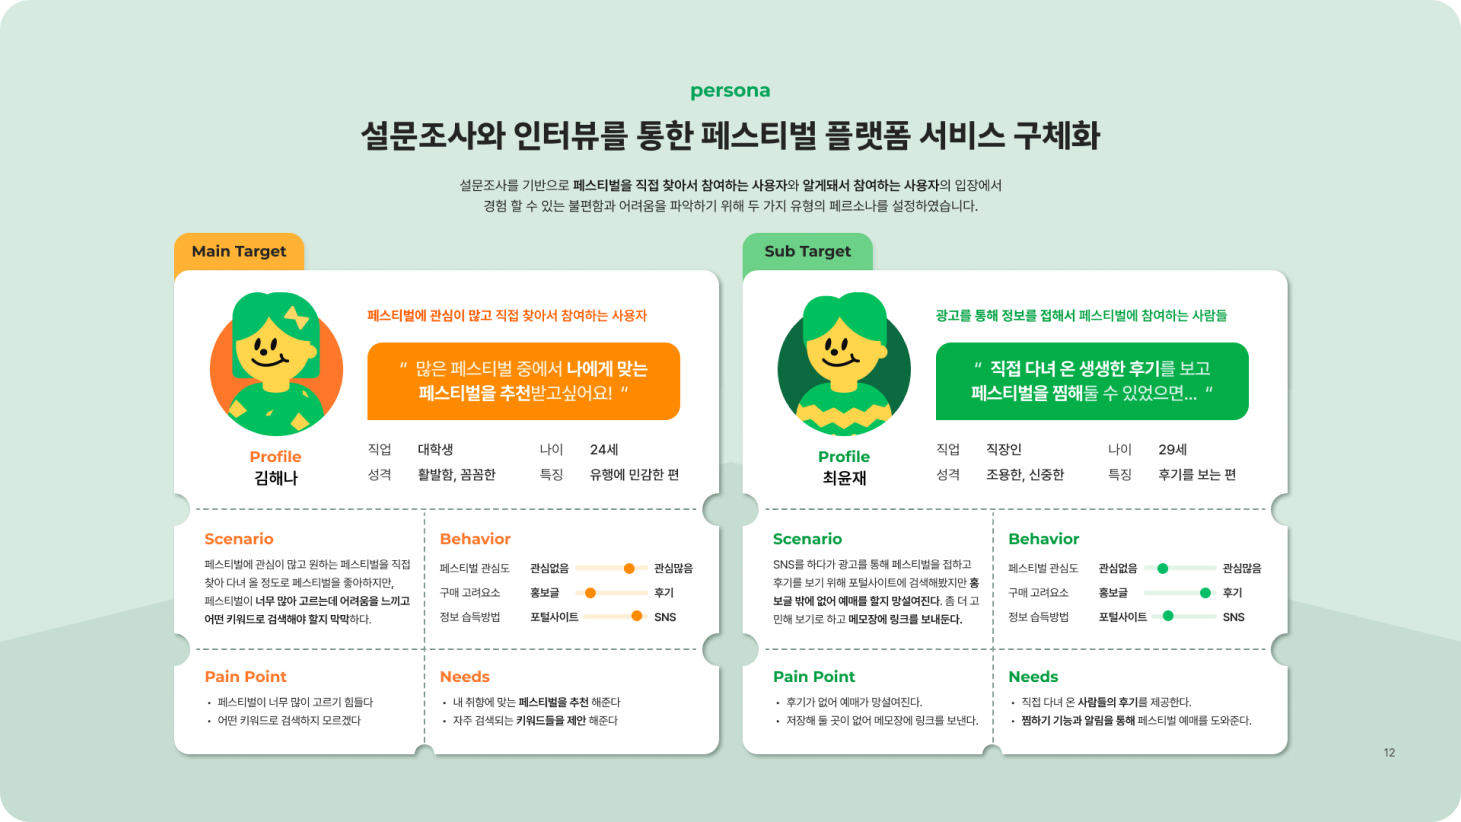 persona
설문조사와 인터뷰를 통한 페스티벌 플랫폼 서비스 구체화
설문조사를 기반으로 페스티벌을 직접 찾아서 참여하는 사용자와 알게돼서 참여하는 사용자의 입장에서
경험 할 수 있는 불편함과 어려움을 파악하기 위해 두 가지 유형의 페르소나를 설정하였습니다.
Main Target
페스티벌에 관심이 많고 직접 찾아서 참여하는 사용자
“ 많은 페스티벌 중에서 나에게 맞는
페스티벌을 추천받고싶어요! “
Profile
김해나
직업 대학생 나이 24세
성격 활발함, 꼼꼼한 특징 유행에 민감한 편
Scenario
페스티벌에 관심이 많고 원하는 페스티벌을 직접
찾아 다녀 올 정도로 페스티벌을 좋아하지만,
페스티벌이 너무 많아 고르는데 어려움을 느끼고
어떤 키워드로 검색해야 할지 막막하다.
Behavior
페스티벌 관심도 관심없음 관심많음
구매 고려요소 홍보글 후기
정보 습득방법 포털사이트 SNS
Pain Point
• 페스티벌이 너무 많이 고르기 힘들다
• 어떤 키워드로 검색하지 모르겠다
Needs
• 내 취향에 맞는 페스티벌을 추천 해준다
• 자주 검색되는 키워드들을 제안 해준다
Sub Target
광고를 통해 정보를 접해서 페스티벌에 참여하는 사람들
“ 직접 다녀 온 생생한 후기를 보고
페스티벌을 찜해둘 수 있었으면... “
Profile
최윤재
직업 직장인 나이 29세
성격 조용한, 신중한 특징 후기를 보는 편
Scenario
SNS를 하다가 광고를 통해 페스티벌을 접하고
후기를 보기 위해 포털사이트에 검색해봤지만 홍
보글 밖에 없어 예매를 할지 망설여진다. 좀 더 고
민해 보기로 하고 메모장에 링크를 보내둔다.
Behavior
페스티벌 관심도 관심없음 관심많음
구매 고려요소 홍보글 후기
정보 습득방법 포털사이트 SNS
Pain Point
• 후기가 없어 예매가 망설여진다.
• 저장해 둘 곳이 없어 메모장에 링크를 보낸다.
Needs
• 직접 다녀 온 사람들의 후기를 제공한다.
• 찜하기 기능과 알림을 통해 페스티벌 예매를 도와준다.
12